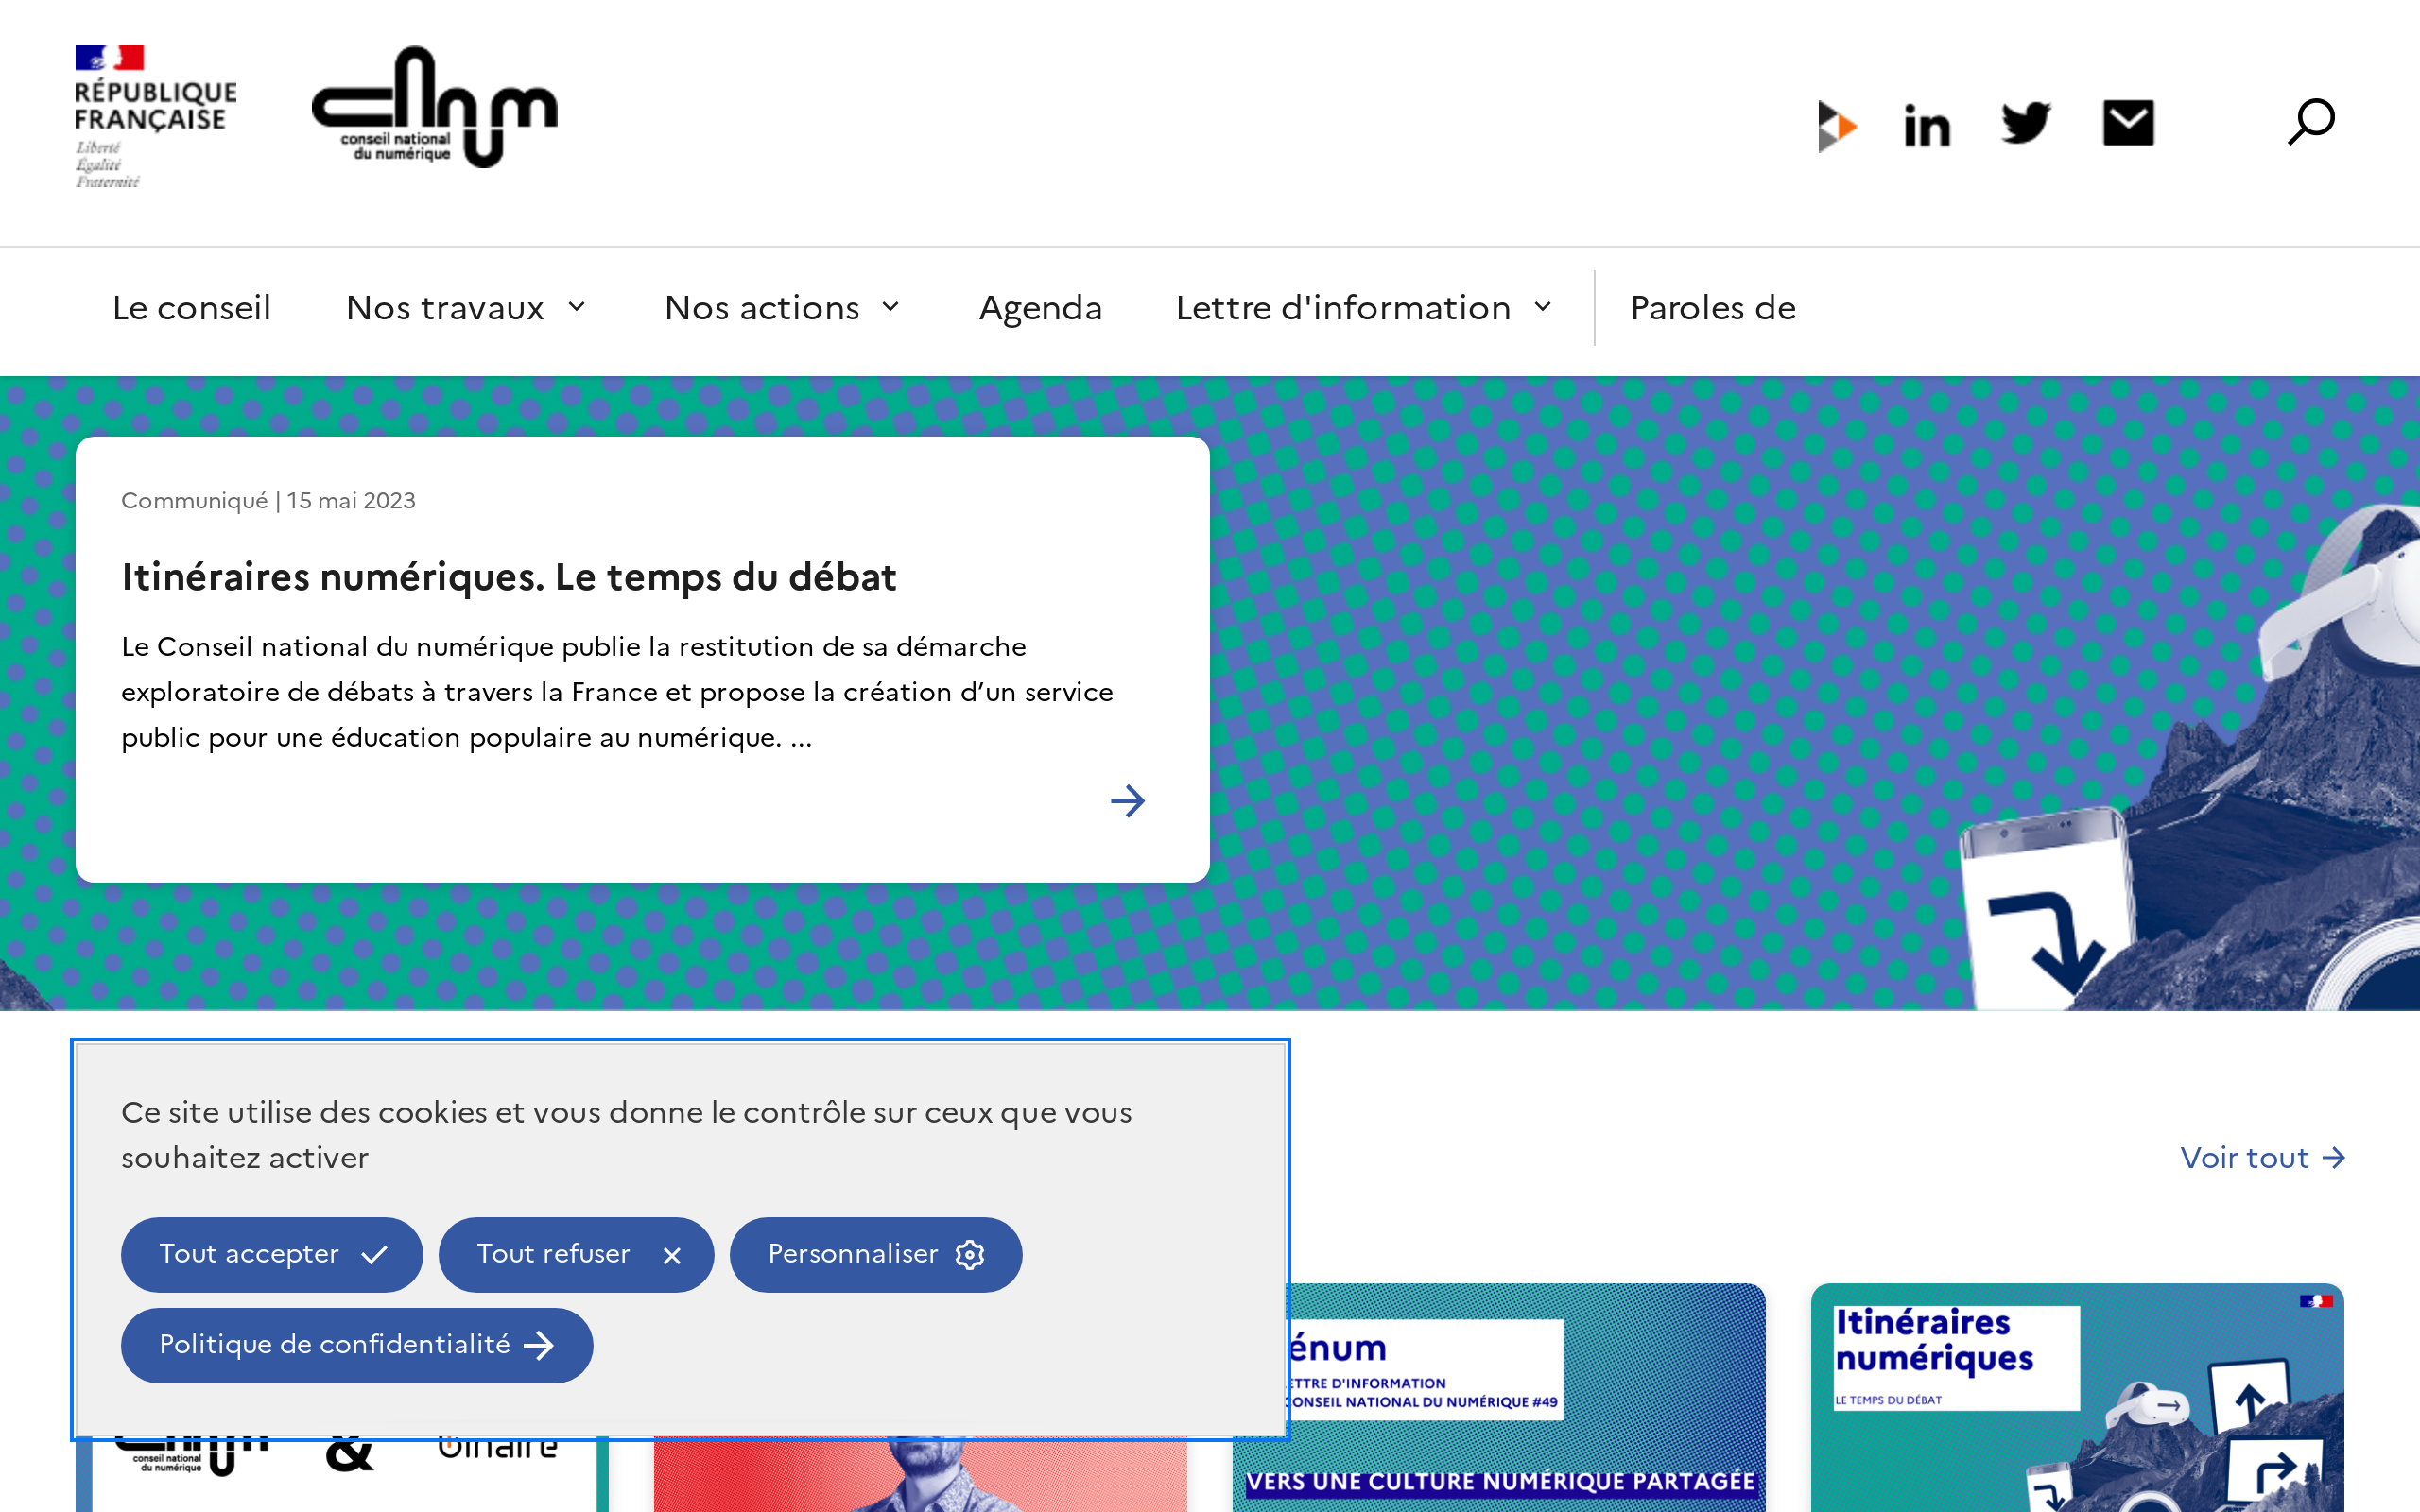 RÉPUBLIQUE
FRANÇAISE
Liberté
Égalité
Fraternité
conseil national
du numérique
Le conseil Nos travaux Nos actions Agenda Lettre d'information Paroles de
Communiqué | 15 mai 2023
Itinéraires numériques. Le temps du débat
Le Conseil national du numérique publie la restitution de sa démarche
exploratoire de débats à travers la France et propose la création d’un service
public pour une éducation populaire au numérique. ...
Ce site utilise des cookies et vous donne le contrôle sur ceux que vous
souhaitez activer
Voir tout
Tout accepter Tout refuser Personnaliser
Politique de confidentialité
énum
ETTRE D'INFORMATION
ONSEIL NATIONAL DU NUMÉRIQUE #49
VERS UNE CULTURE NUMÉRIQUE PARTAGÉE
Itinéraires
numériques
LE TEMPS DU DÉBAT
conseil national
du numérique
&
binaire